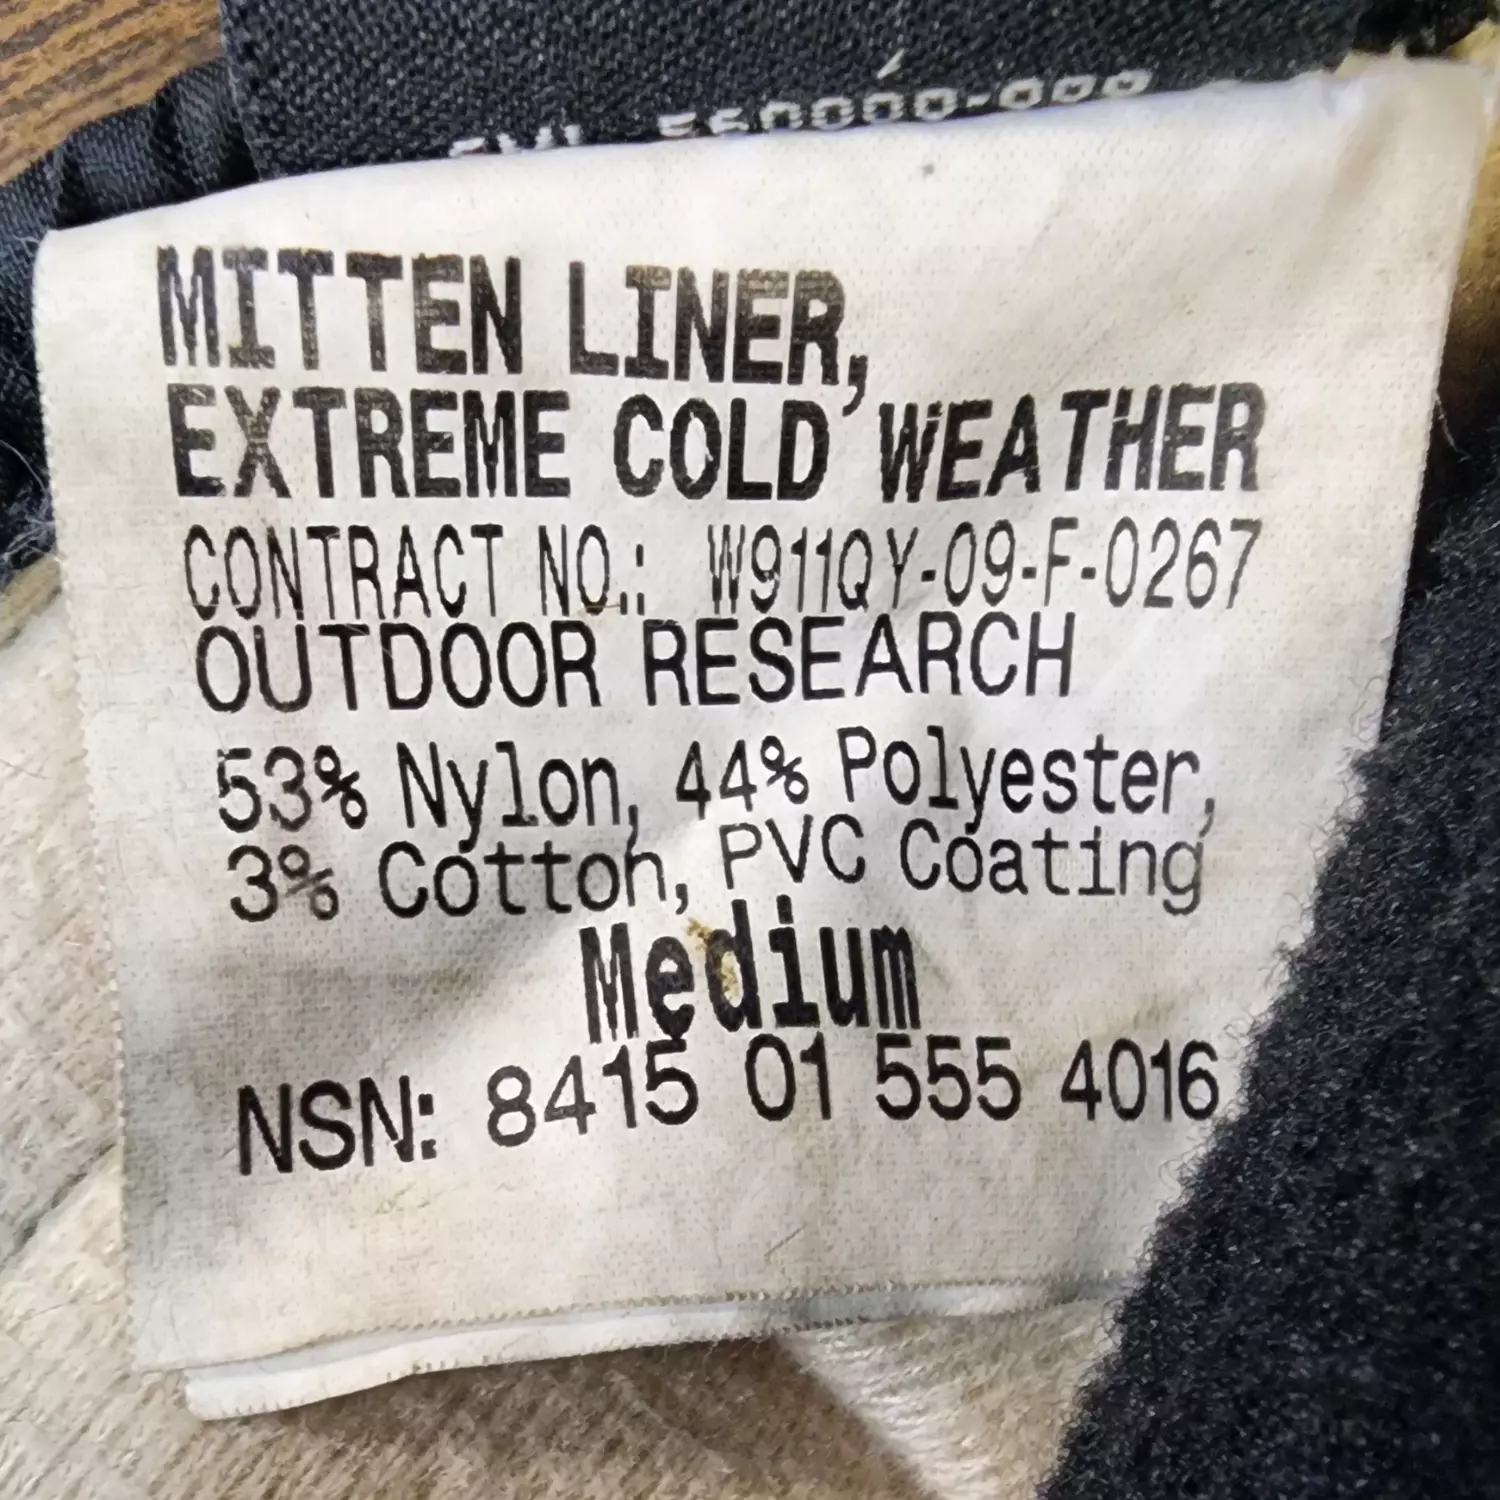 MITTEN LINER,
EXTREME COLD WEATHER
CONTRACT NO.: W911QY-09-F-0267
OUTDOOR RESEARCH
53% Nylon, 44% Polyester,
3% Cotton, PVC Coating
Medium
NSN: 8415 01 555 4016